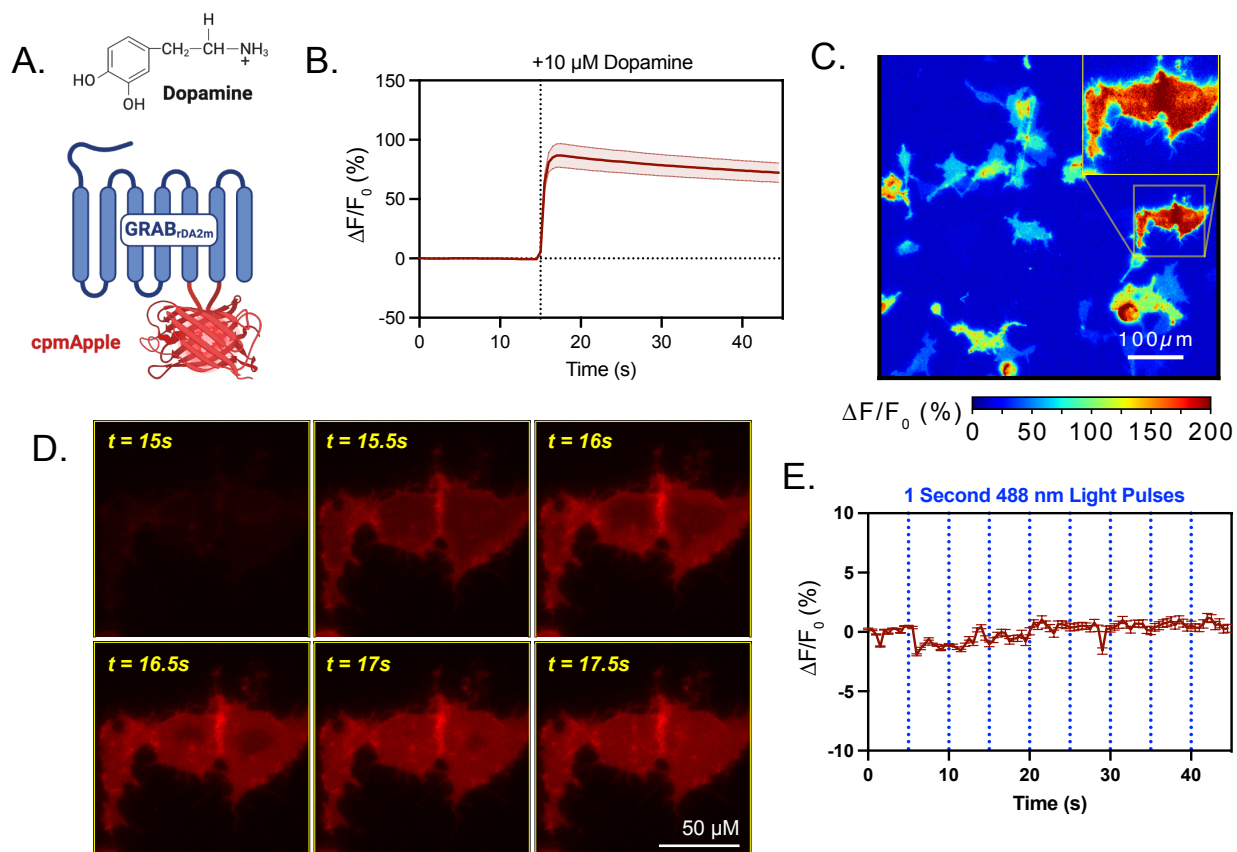 A.
H
CH₂–CH–NH₃
+
HO
OH
Dopamine
GRAB_rDA2m
cpmApple
B.
+10 µM Dopamine
ΔF/F₀ (%)
150
100
50
0
-50
0 20 40
Time (s)
C.
100µm
ΔF/F₀ (%)
0 50 100 150 200
D.
t = 15s
t = 15.5s
t = 16s
t = 16.5s
t = 17s
t = 17.5s
50 µM
E.
1 Second 488 nm Light Pulses
ΔF/F₀ (%)
10
5
0
-5
-10
0 10 20 30 40
Time (s)